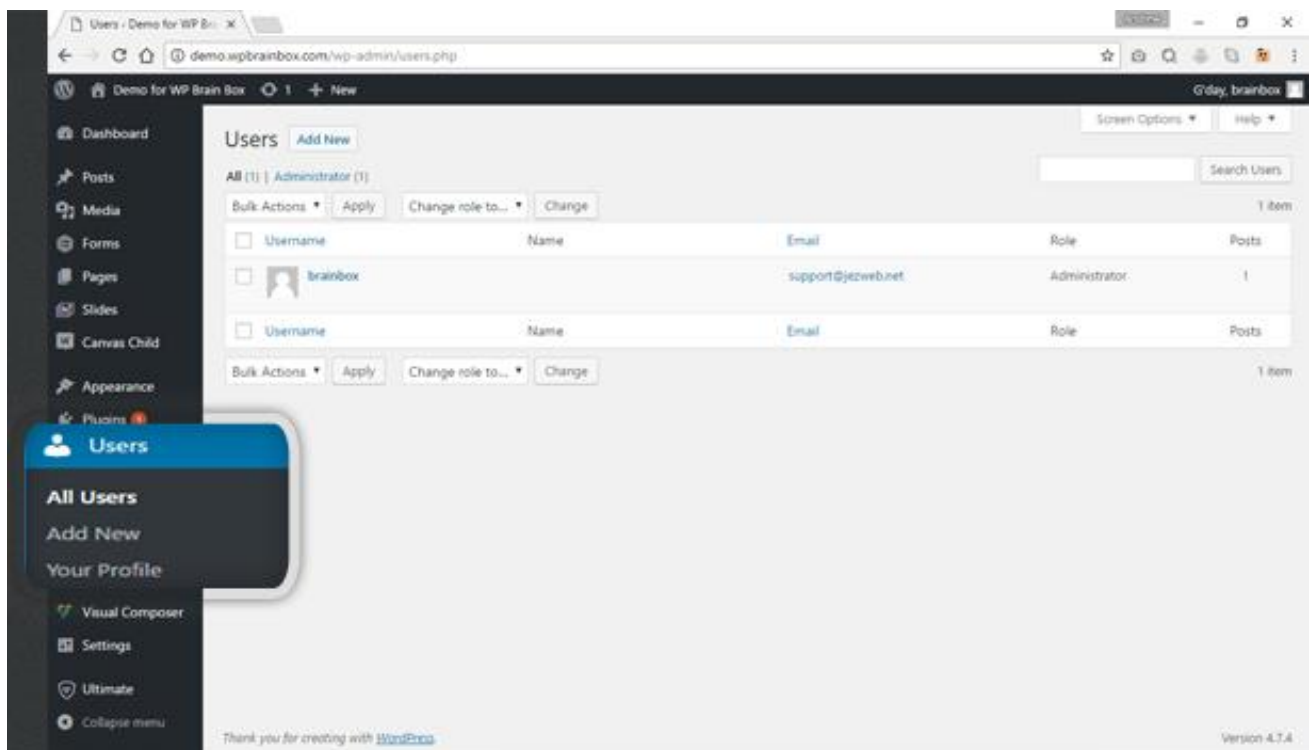 Users - Demo for WP B
demo.wpbrainbox.com/wp-admin/users.php
Demo for WP Brain Box 1 + New G'day, brainbox
Screen Options ▼ Help ▼
Dashboard
Users Add New
Posts
All (1) | Administrator (1)
Search Users
Media
Bulk Actions ▼ Apply Change role to... ▼ Change 1 item
Forms
Username Name Email Role Posts
Pages
brainbox support@jezweb.net Administrator 1
Slides
Username Name Email Role Posts
Canvas Child
Bulk Actions ▼ Apply Change role to... ▼ Change 1 item
Appearance
Plugins
Users
All Users
Add New
Your Profile
Visual Composer
Settings
Ultimate
Collapse menu
Thank you for creating with WordPress. Version 4.7.4